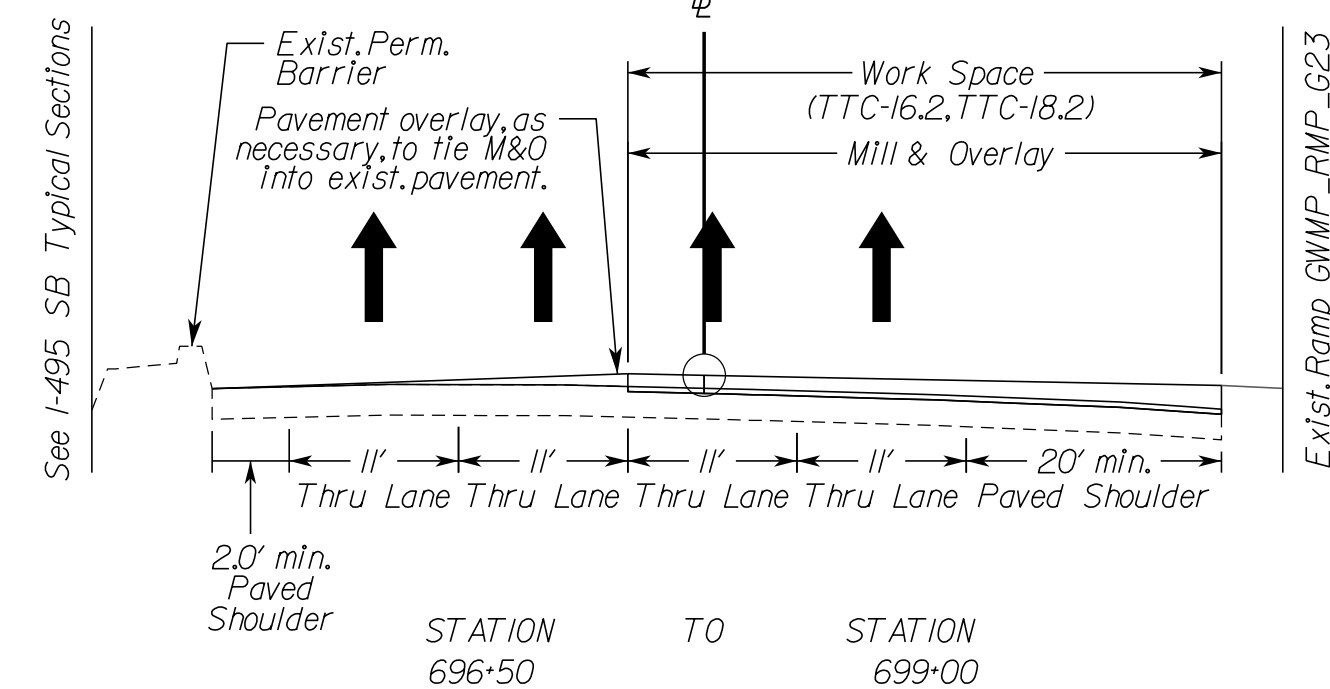 See I-495 SB Typical Sections
Exist. Perm.
Barrier
Pavement overlay, as
necessary, to tie M&O
into exist. pavement.
Work Space
(TTC-16.2, TTC-18.2)
Mill & Overlay
Exist. Ramp GWMP_RMP_G23
11' 11' 11' 11' 20' min.
Thru Lane Thru Lane Thru Lane Thru Lane Paved Shoulder
2.0' min.
Paved
Shoulder
STATION TO STATION
696+50 699+00